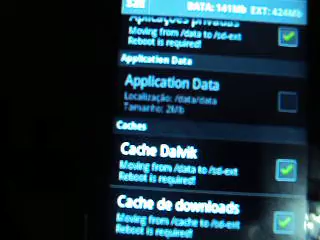 S2E
DATA: 141Mb EXT: 424Mb
Aplicações privadas
Moving from /data to /sd-ext
Reboot is required!
Application Data
Application Data
Localização: /data/data
Tamanho: 2Mb
Caches
Cache Dalvik
Moving from /data to /sd-ext
Reboot is required!
Cache de downloads
Moving from /cache to /sd-ext
Reboot is required!